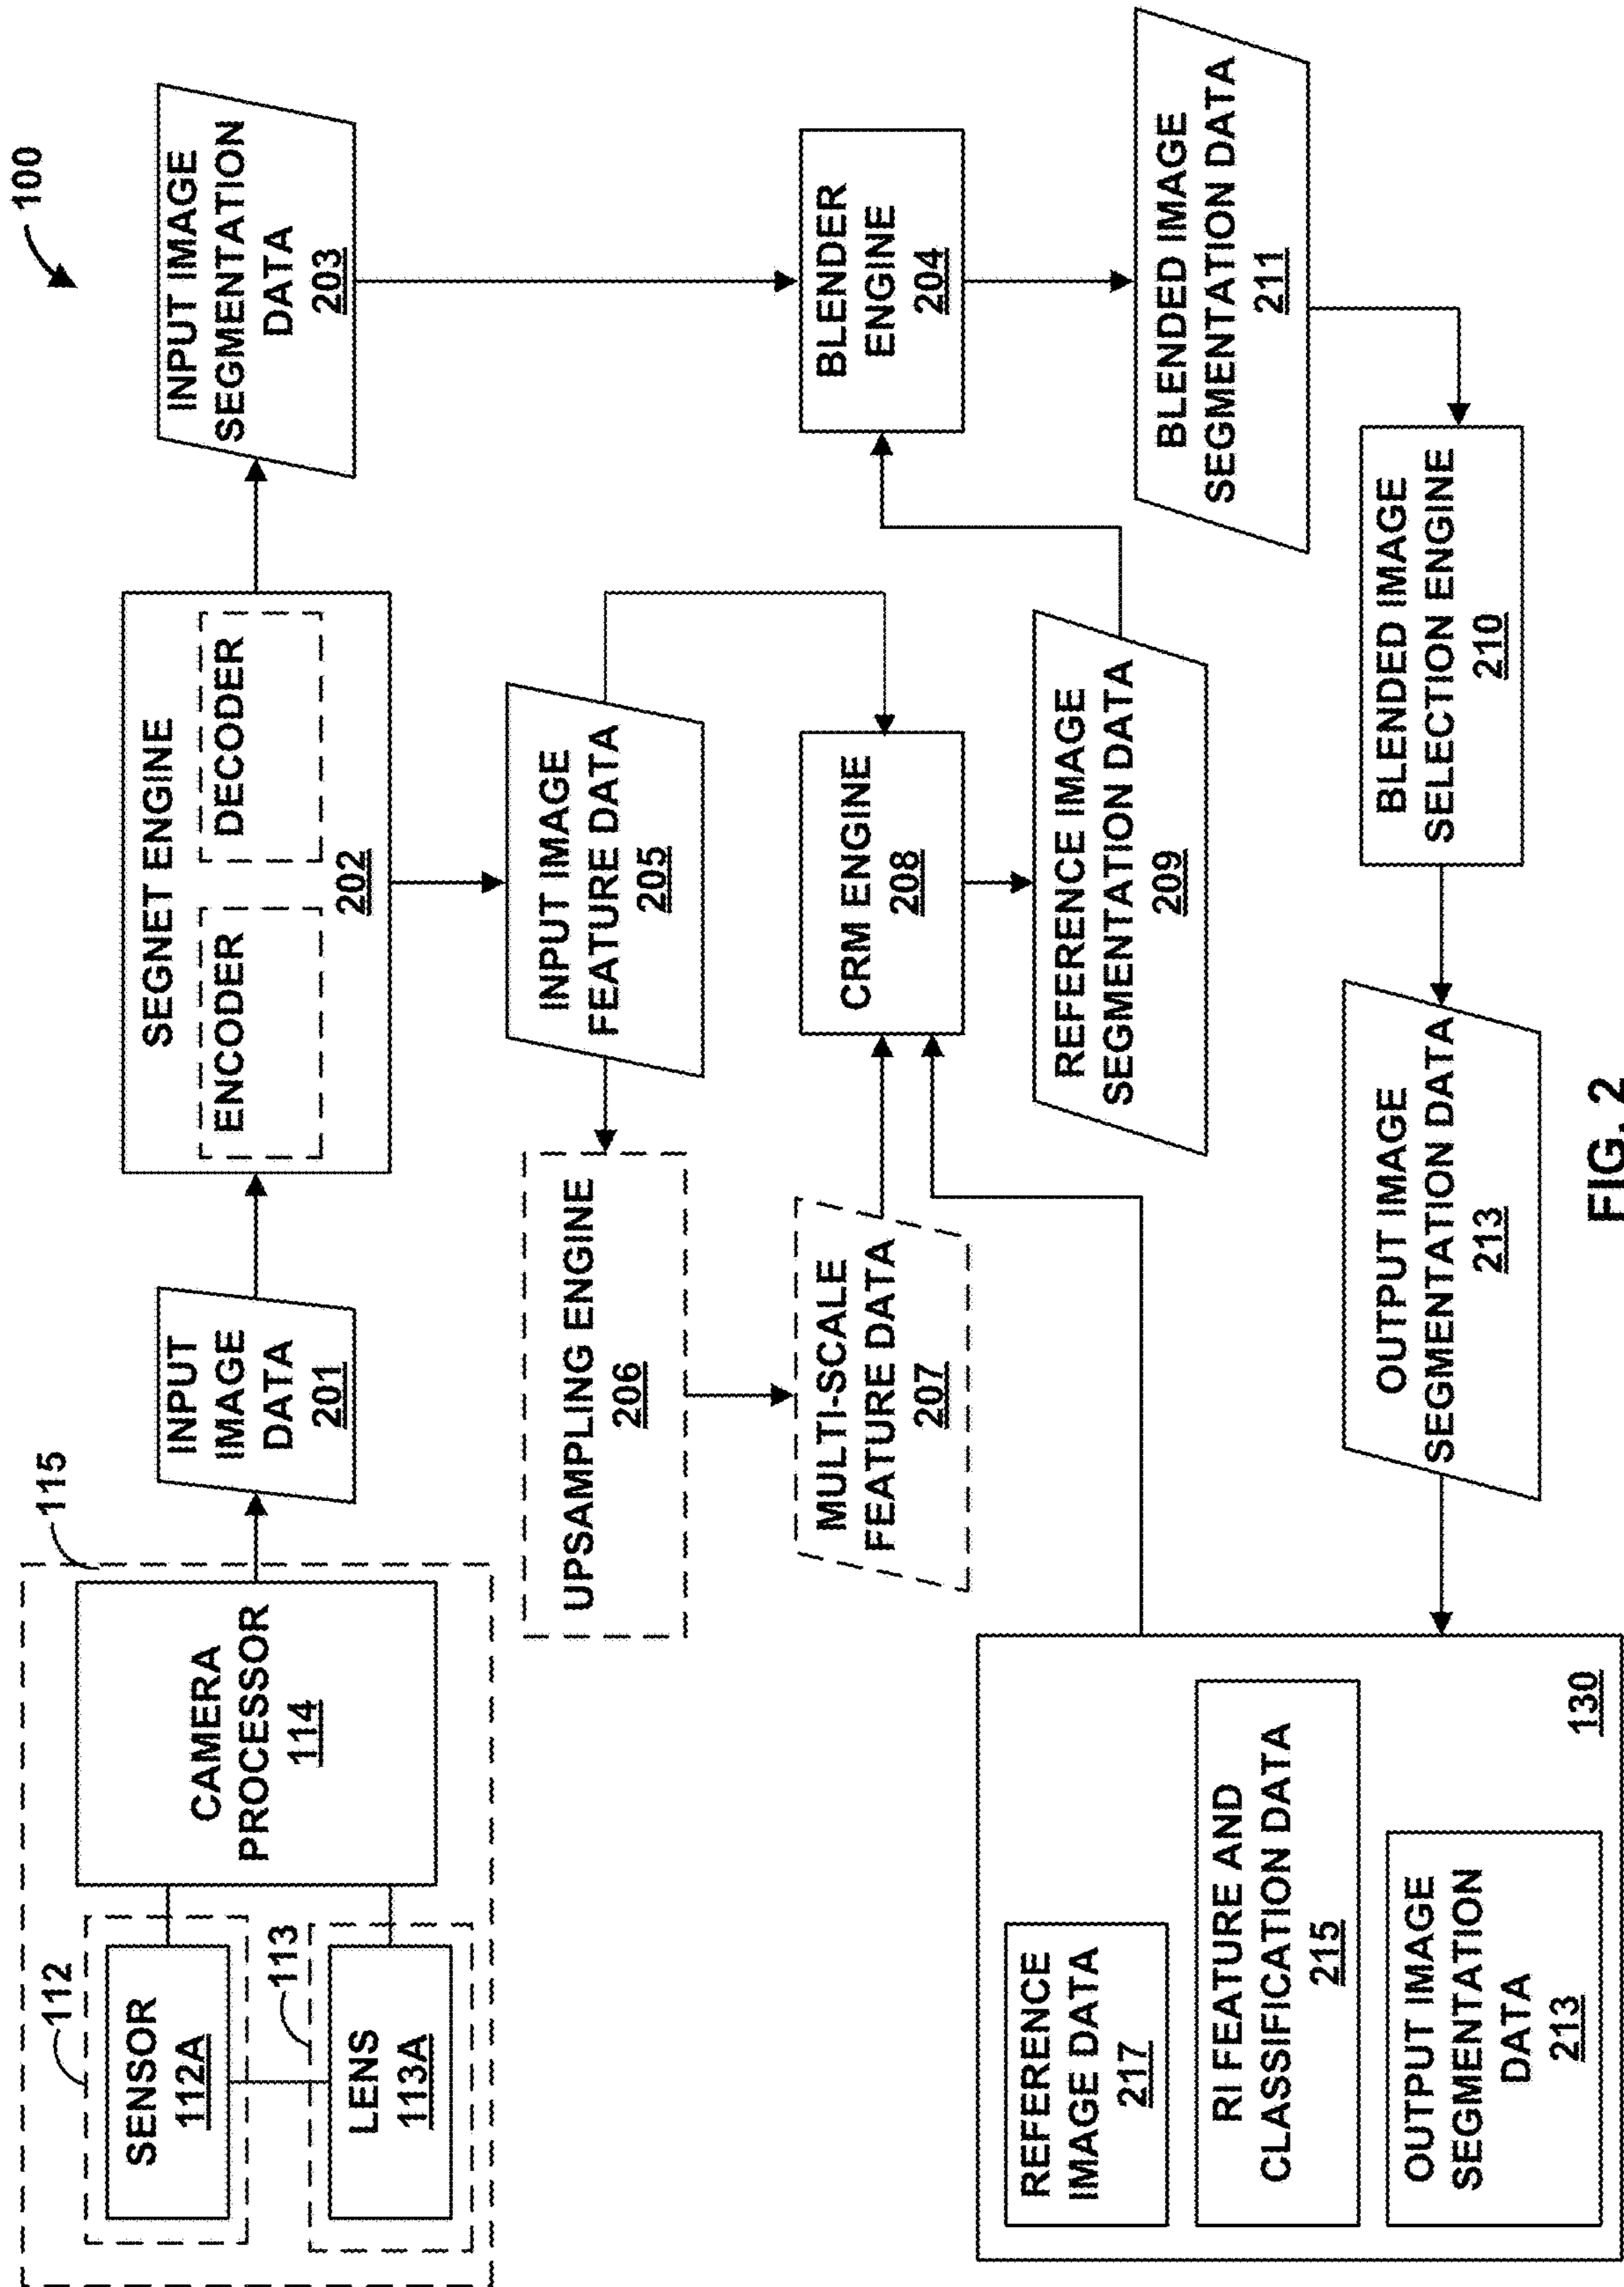 100
115
112
SENSOR
112A
113
LENS
113A
CAMERA
PROCESSOR
114
INPUT
IMAGE
DATA
201
SEGNET ENGINE
ENCODER
DECODER
202
INPUT IMAGE
SEGMENTATION
DATA
203
UPSAMPLING ENGINE
206
INPUT IMAGE
FEATURE DATA
205
MULTI-SCALE
FEATURE DATA
207
CRM ENGINE
208
BLENDER
ENGINE
204
REFERENCE
IMAGE DATA
217
RI FEATURE AND
CLASSIFICATION DATA
215
OUTPUT IMAGE
SEGMENTATION
DATA
213
130
REFERENCE IMAGE
SEGMENTATION DATA
209
BLENDED IMAGE
SEGMENTATION DATA
211
OUTPUT IMAGE
SEGMENTATION DATA
213
BLENDED IMAGE
SELECTION ENGINE
210
FIG. 2